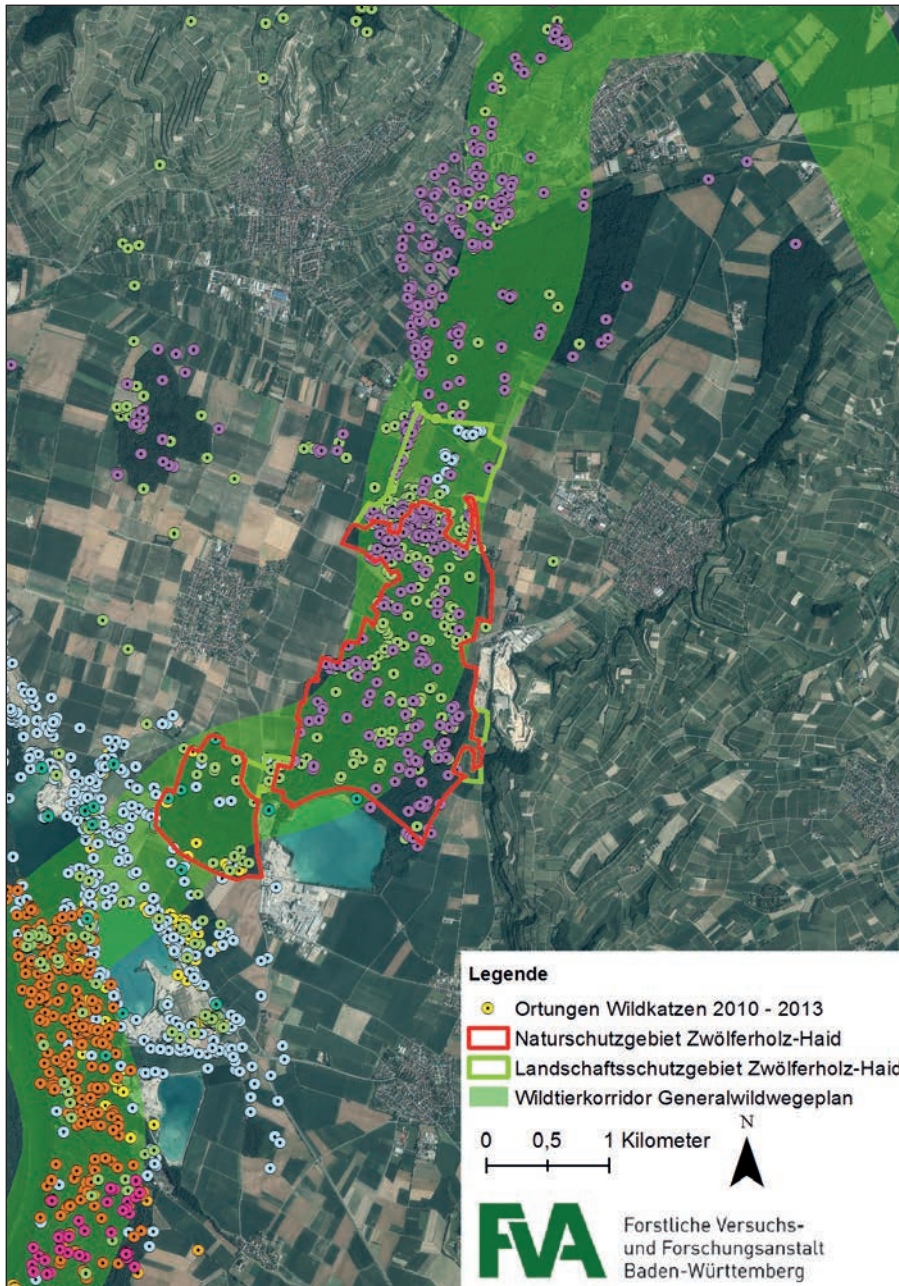 Legende
Ortungen Wildkatzen 2010 - 2013
Naturschutzgebiet Zwölferholz-Haid
Landschaftsschutzgebiet Zwölferholz-Haid
Wildtierkorridor Generalwildwegeplan
0 0,5 1 Kilometer
N
FVA
Forstliche Versuchs-
und Forschungsanstalt
Baden-Württemberg